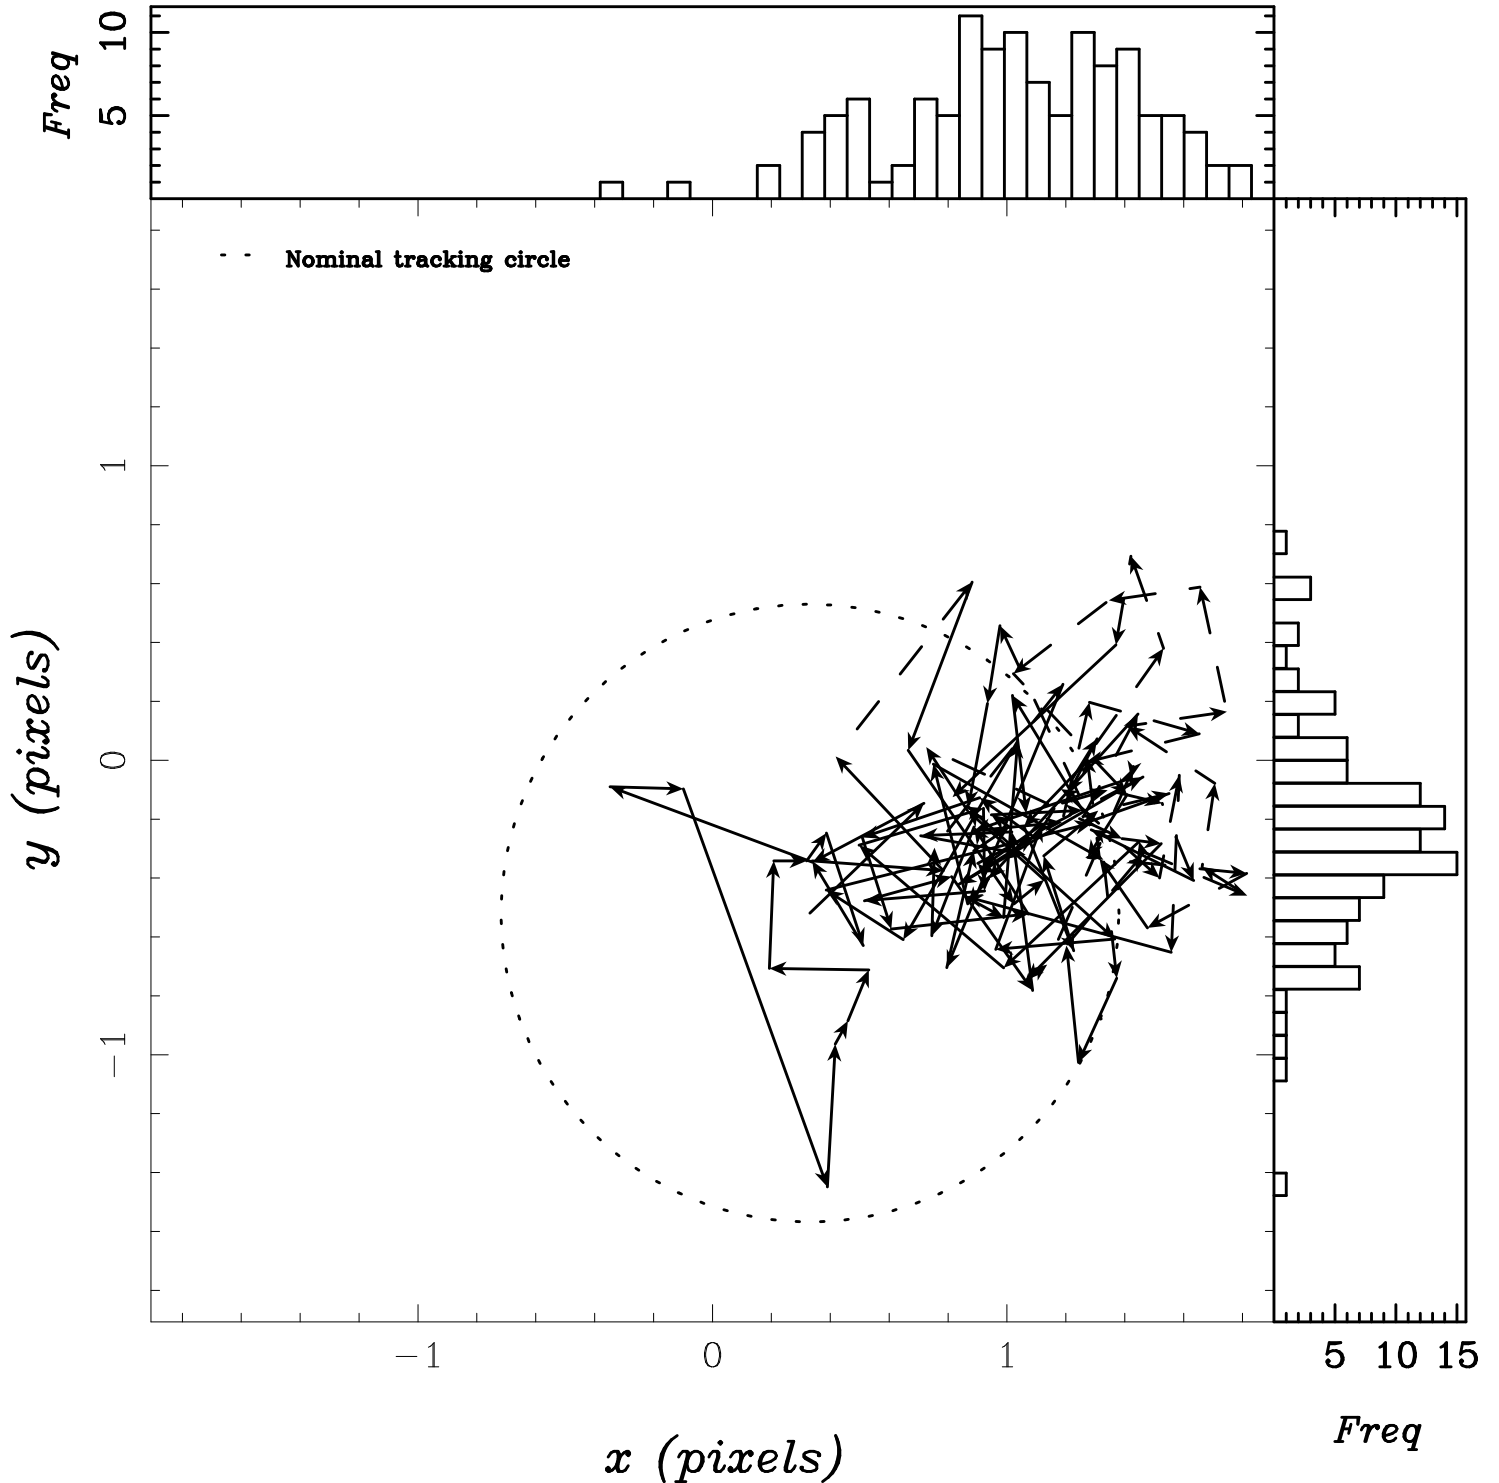 Freq
10
5
Nominal tracking circle
y (pixels)
1
0
−1
−1 0 1
x (pixels)
5 10 15
Freq